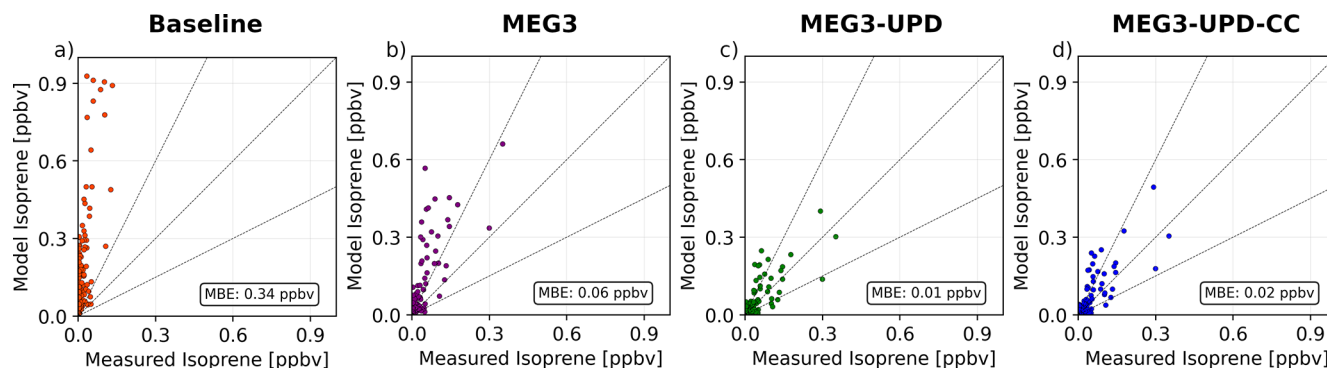 Baseline
MEG3
MEG3-UPD
MEG3-UPD-CC
a)
0.9
0.6
0.3
0.0
Model Isoprene [ppbv]
MBE: 0.34 ppbv
0.0 0.3 0.6 0.9
Measured Isoprene [ppbv]
b)
0.9
0.6
0.3
0.0
Model Isoprene [ppbv]
MBE: 0.06 ppbv
0.0 0.3 0.6 0.9
Measured Isoprene [ppbv]
c)
0.9
0.6
0.3
0.0
Model Isoprene [ppbv]
MBE: 0.01 ppbv
0.0 0.3 0.6 0.9
Measured Isoprene [ppbv]
d)
0.9
0.6
0.3
0.0
Model Isoprene [ppbv]
MBE: 0.02 ppbv
0.0 0.3 0.6 0.9
Measured Isoprene [ppbv]